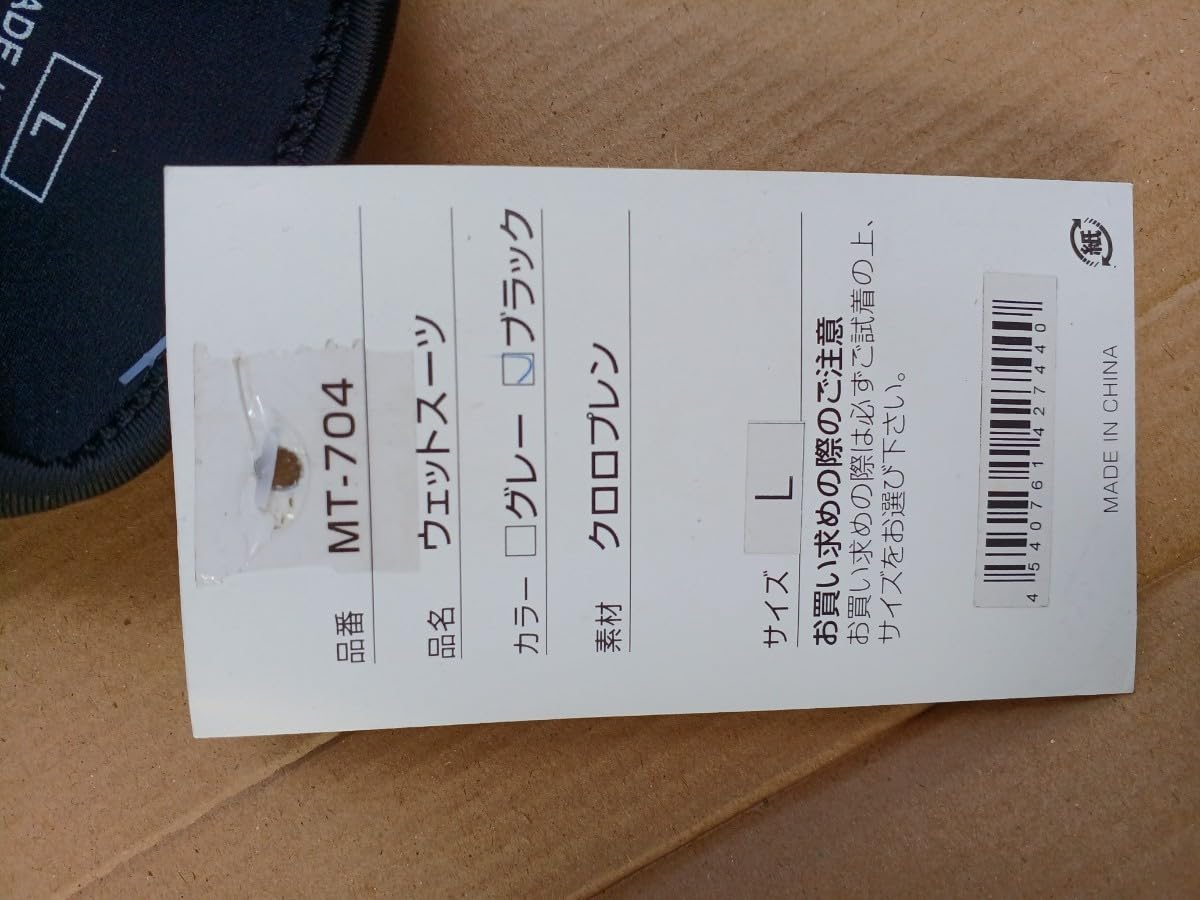 品番 MT-704
品名 ウェットスーツ
カラー □グレー ☑ブラック
素材 クロロプレン
サイズ L
お買い求めの際のご注意
お買い求めの際は必ずご試着の上、
サイズをお選び下さい。
4540761427440
MADE IN CHINA
紙
L